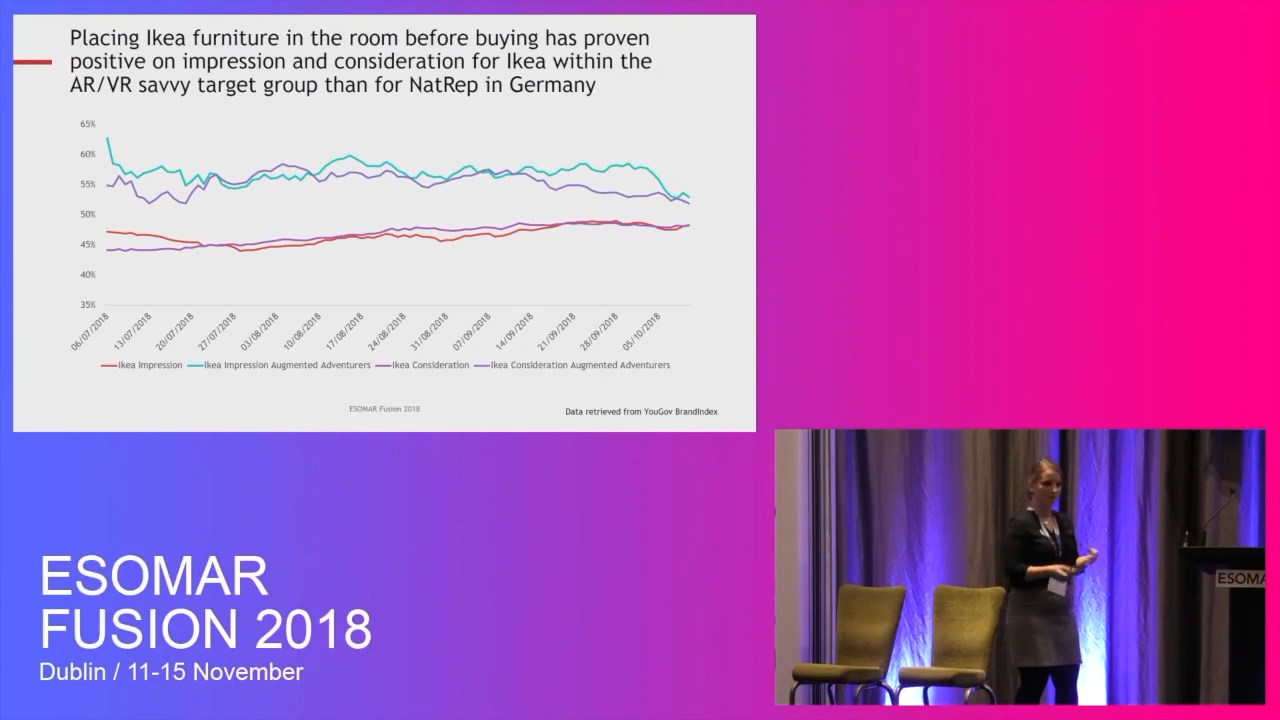 Placing Ikea furniture in the room before buying has proven
positive on impression and consideration for Ikea within the
AR/VR savvy target group than for NatRep in Germany
65%
60%
55%
50%
45%
40%
35%
06/07/2018
13/07/2018
20/07/2018
27/07/2018
03/08/2018
10/08/2018
17/08/2018
24/08/2018
31/08/2018
07/09/2018
14/09/2018
21/09/2018
28/09/2018
05/10/2018
Ikea Impression Ikea Impression Augmented Adventurers Ikea Consideration Ikea Consideration Augmented Adventurers
ESOMAR Fusion 2018
Data retrieved from YouGov BrandIndex
ESOMAR
FUSION 2018
Dublin / 11-15 November
ESOMA